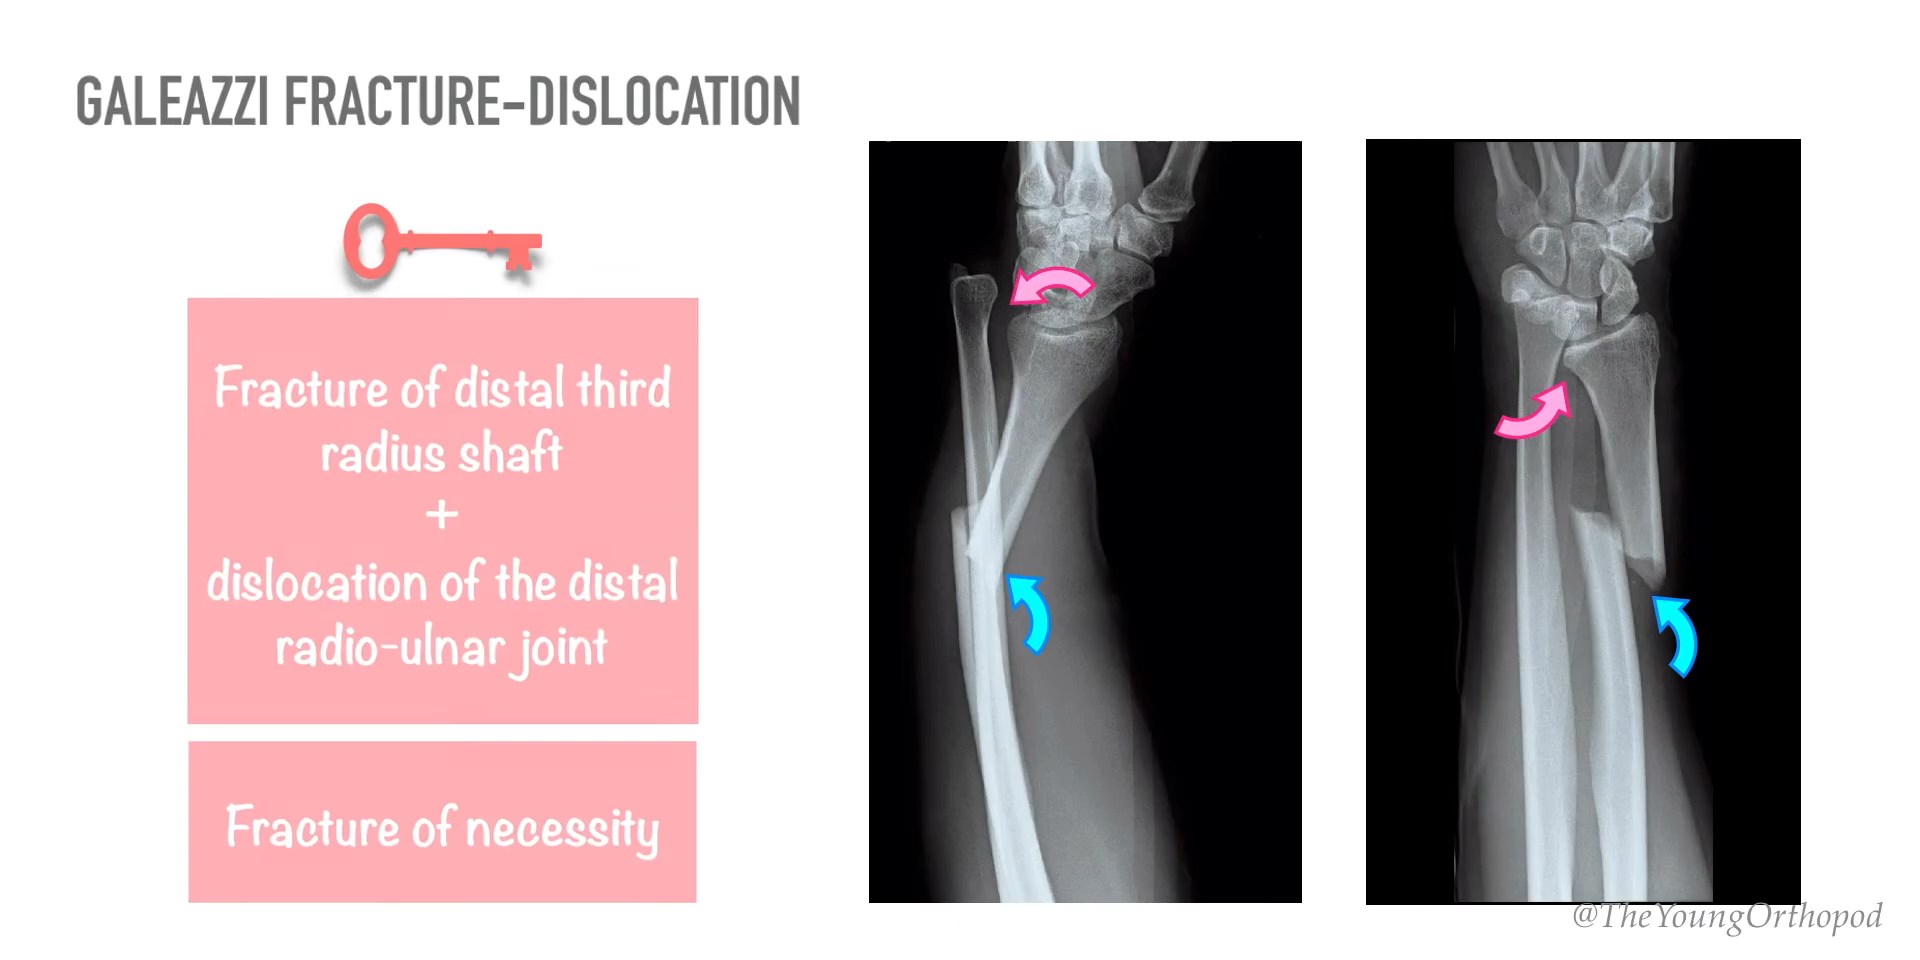 GALEAZZI FRACTURE-DISLOCATION
Fracture of distal third
radius shaft
+
dislocation of the distal
radio-ulnar joint
Fracture of necessity
@TheYoungOrthopod